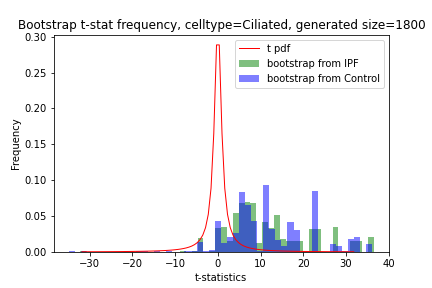 Bootstrap t-stat frequency, celltype=Ciliated, generated size=1800
t pdf
bootstrap from IPF
bootstrap from Control
0.30
0.25
0.20
0.15
0.10
0.05
0.00
Frequency
−30 −20 −10 0 10 20 30 40
t-statistics